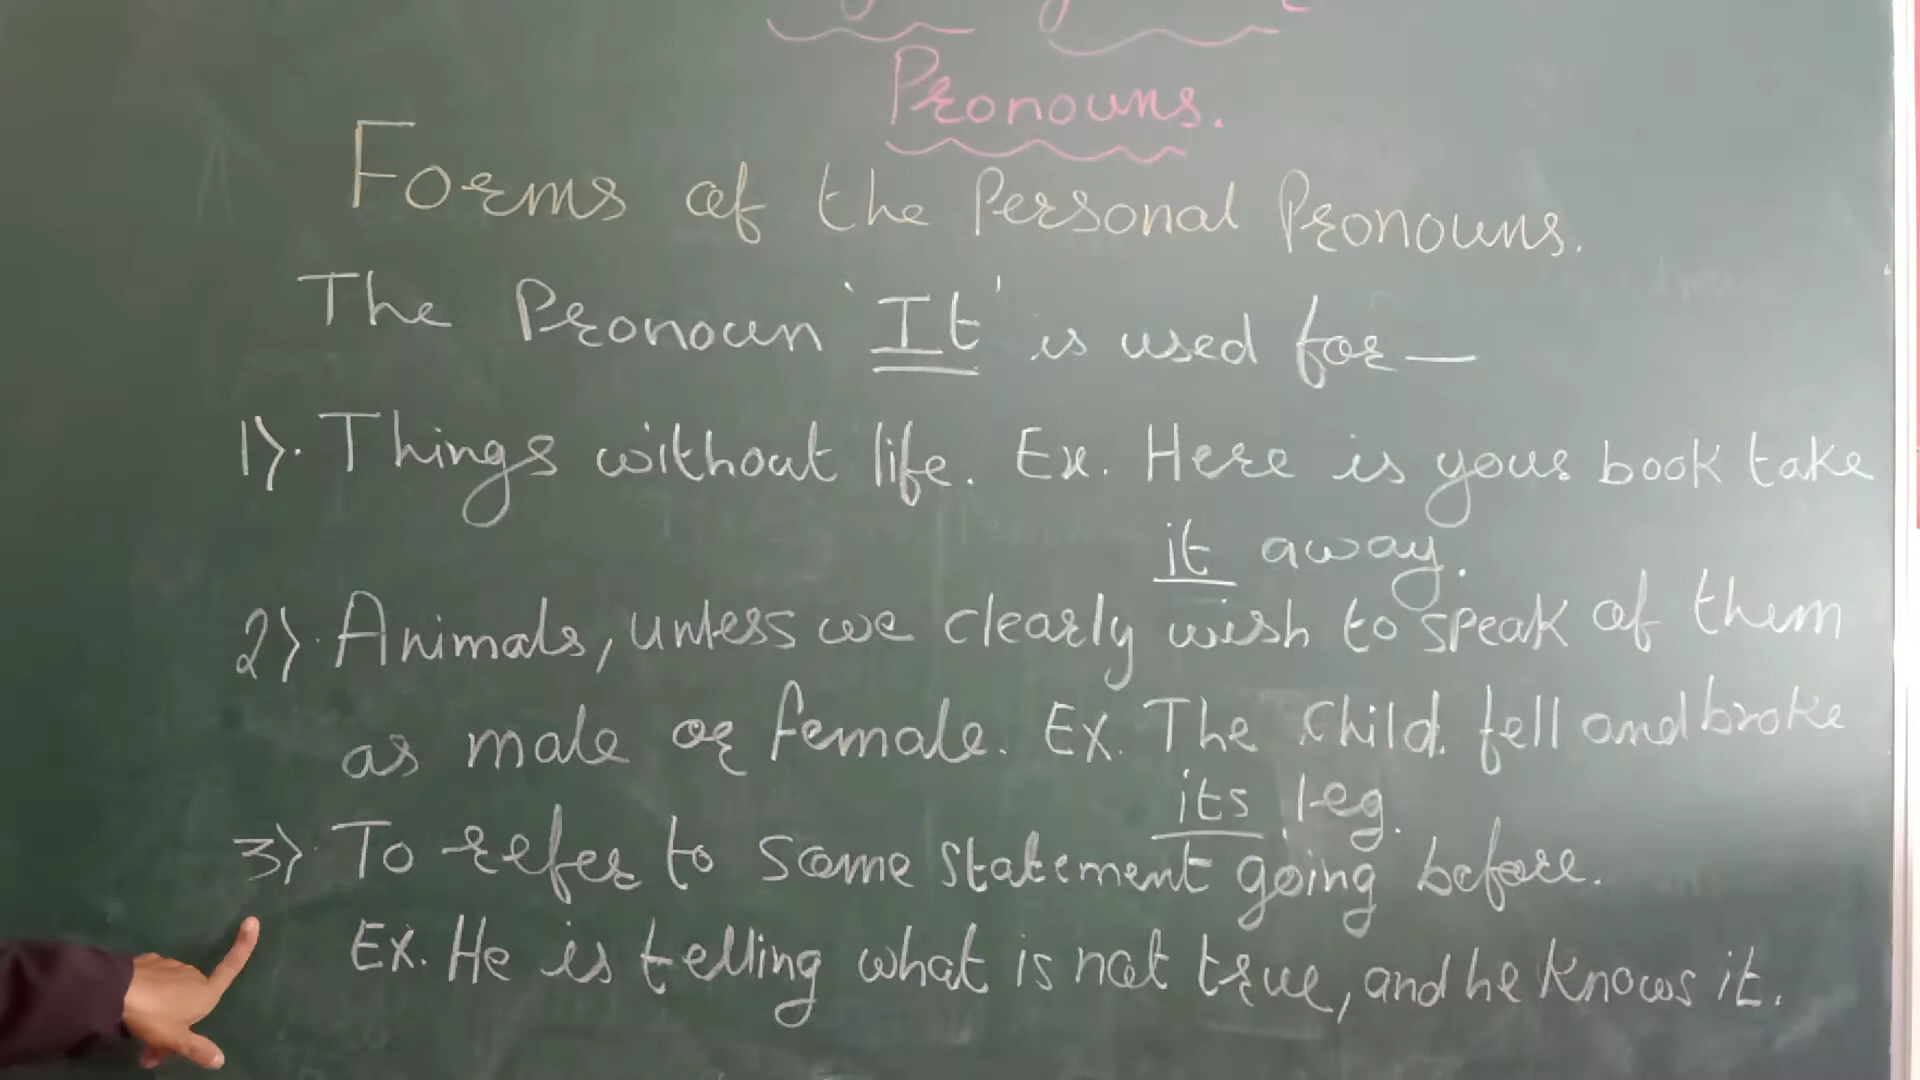 Pronouns.
Forms of the Personal Pronouns.
The Pronoun 'It' is used for—
1). Things without life. Ex. Here is your book take
it away.
2). Animals, unless we clearly wish to speak of them
as male or female. Ex. The child. fell and broke
its leg.
3). To refer to some statement going before.
Ex. He is telling what is not true, and he knows it.